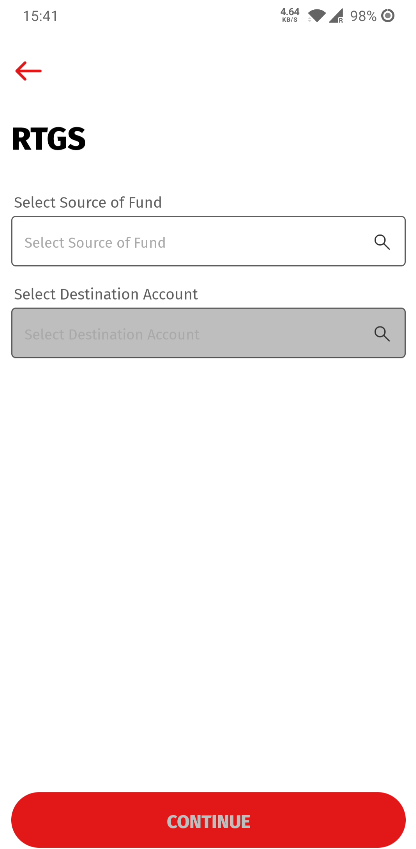 15:41
4.64
KB/S
R
98%
RTGS
Select Source of Fund
Select Source of Fund
Select Destination Account
Select Destination Account
CONTINUE